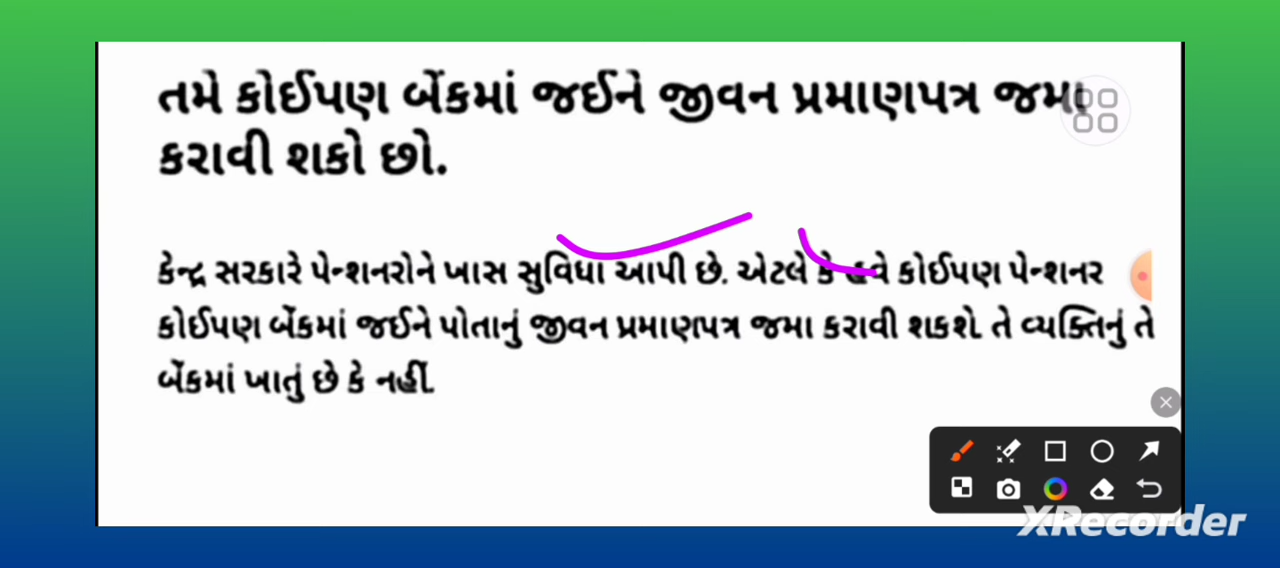 તમે કોઈપણ બેંકમાં જઈને જીવન પ્રમાણપત્ર જમા
કરાવી શકો છો.
કેન્દ્ર સરકારે પેન્શનરોને ખાસ સુવિધા આપી છે. એટલે કે હવે કોઈપણ પેન્શનર
કોઈપણ બેંકમાં જઈને પોતાનું જીવન પ્રમાણપત્ર જમા કરાવી શકશે. તે વ્યક્તિનું તે
બેંકમાં ખાતું છે કે નહીં.
XRecorder